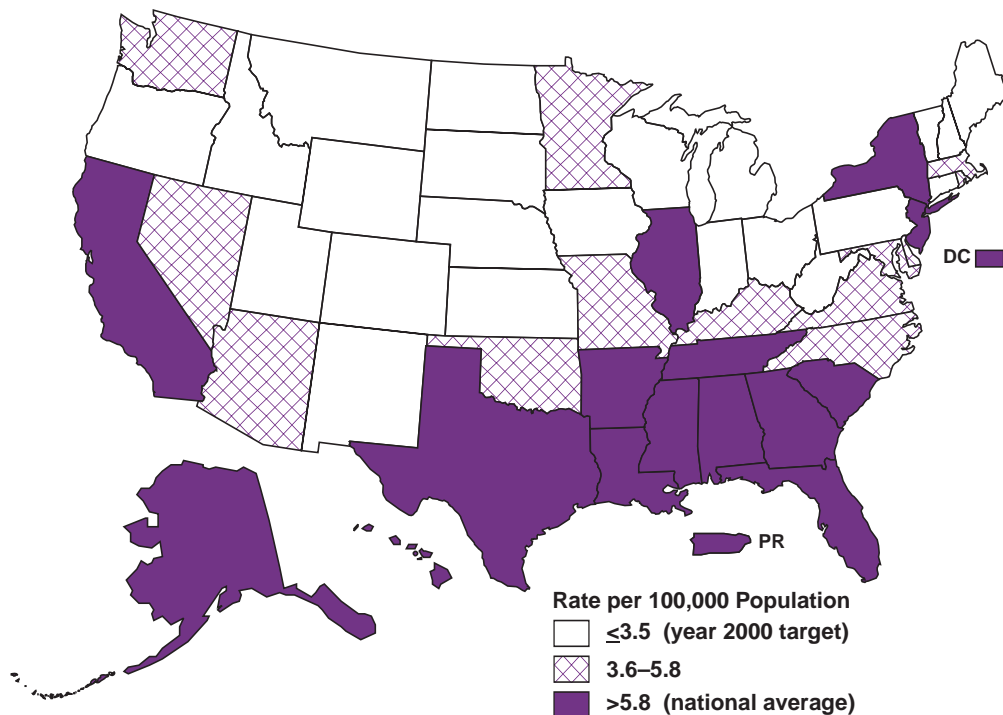 DC
PR
Rate per 100,000 Population
≤3.5 (year 2000 target)
3.6–5.8
>5.8 (national average)